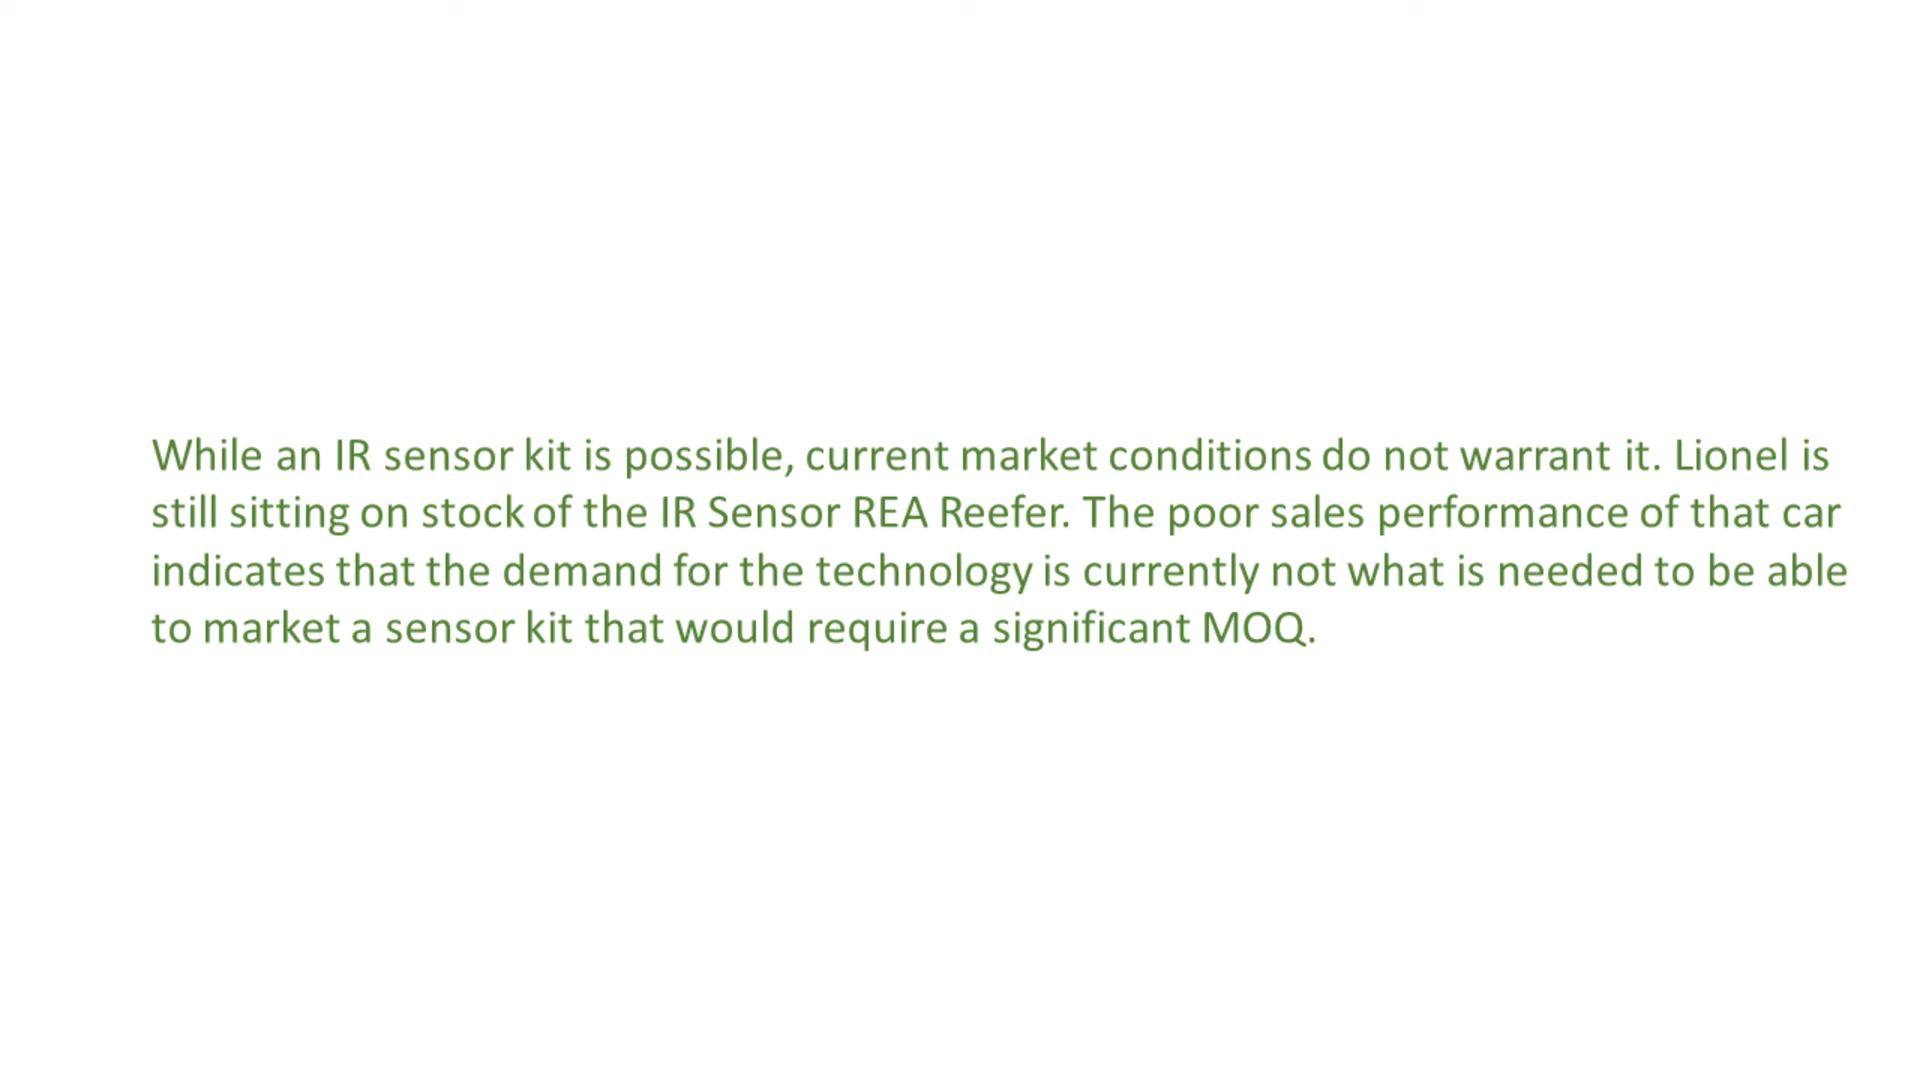 While an IR sensor kit is possible, current market conditions do not warrant it. Lionel is
still sitting on stock of the IR Sensor REA Reefer. The poor sales performance of that car
indicates that the demand for the technology is currently not what is needed to be able
to market a sensor kit that would require a significant MOQ.